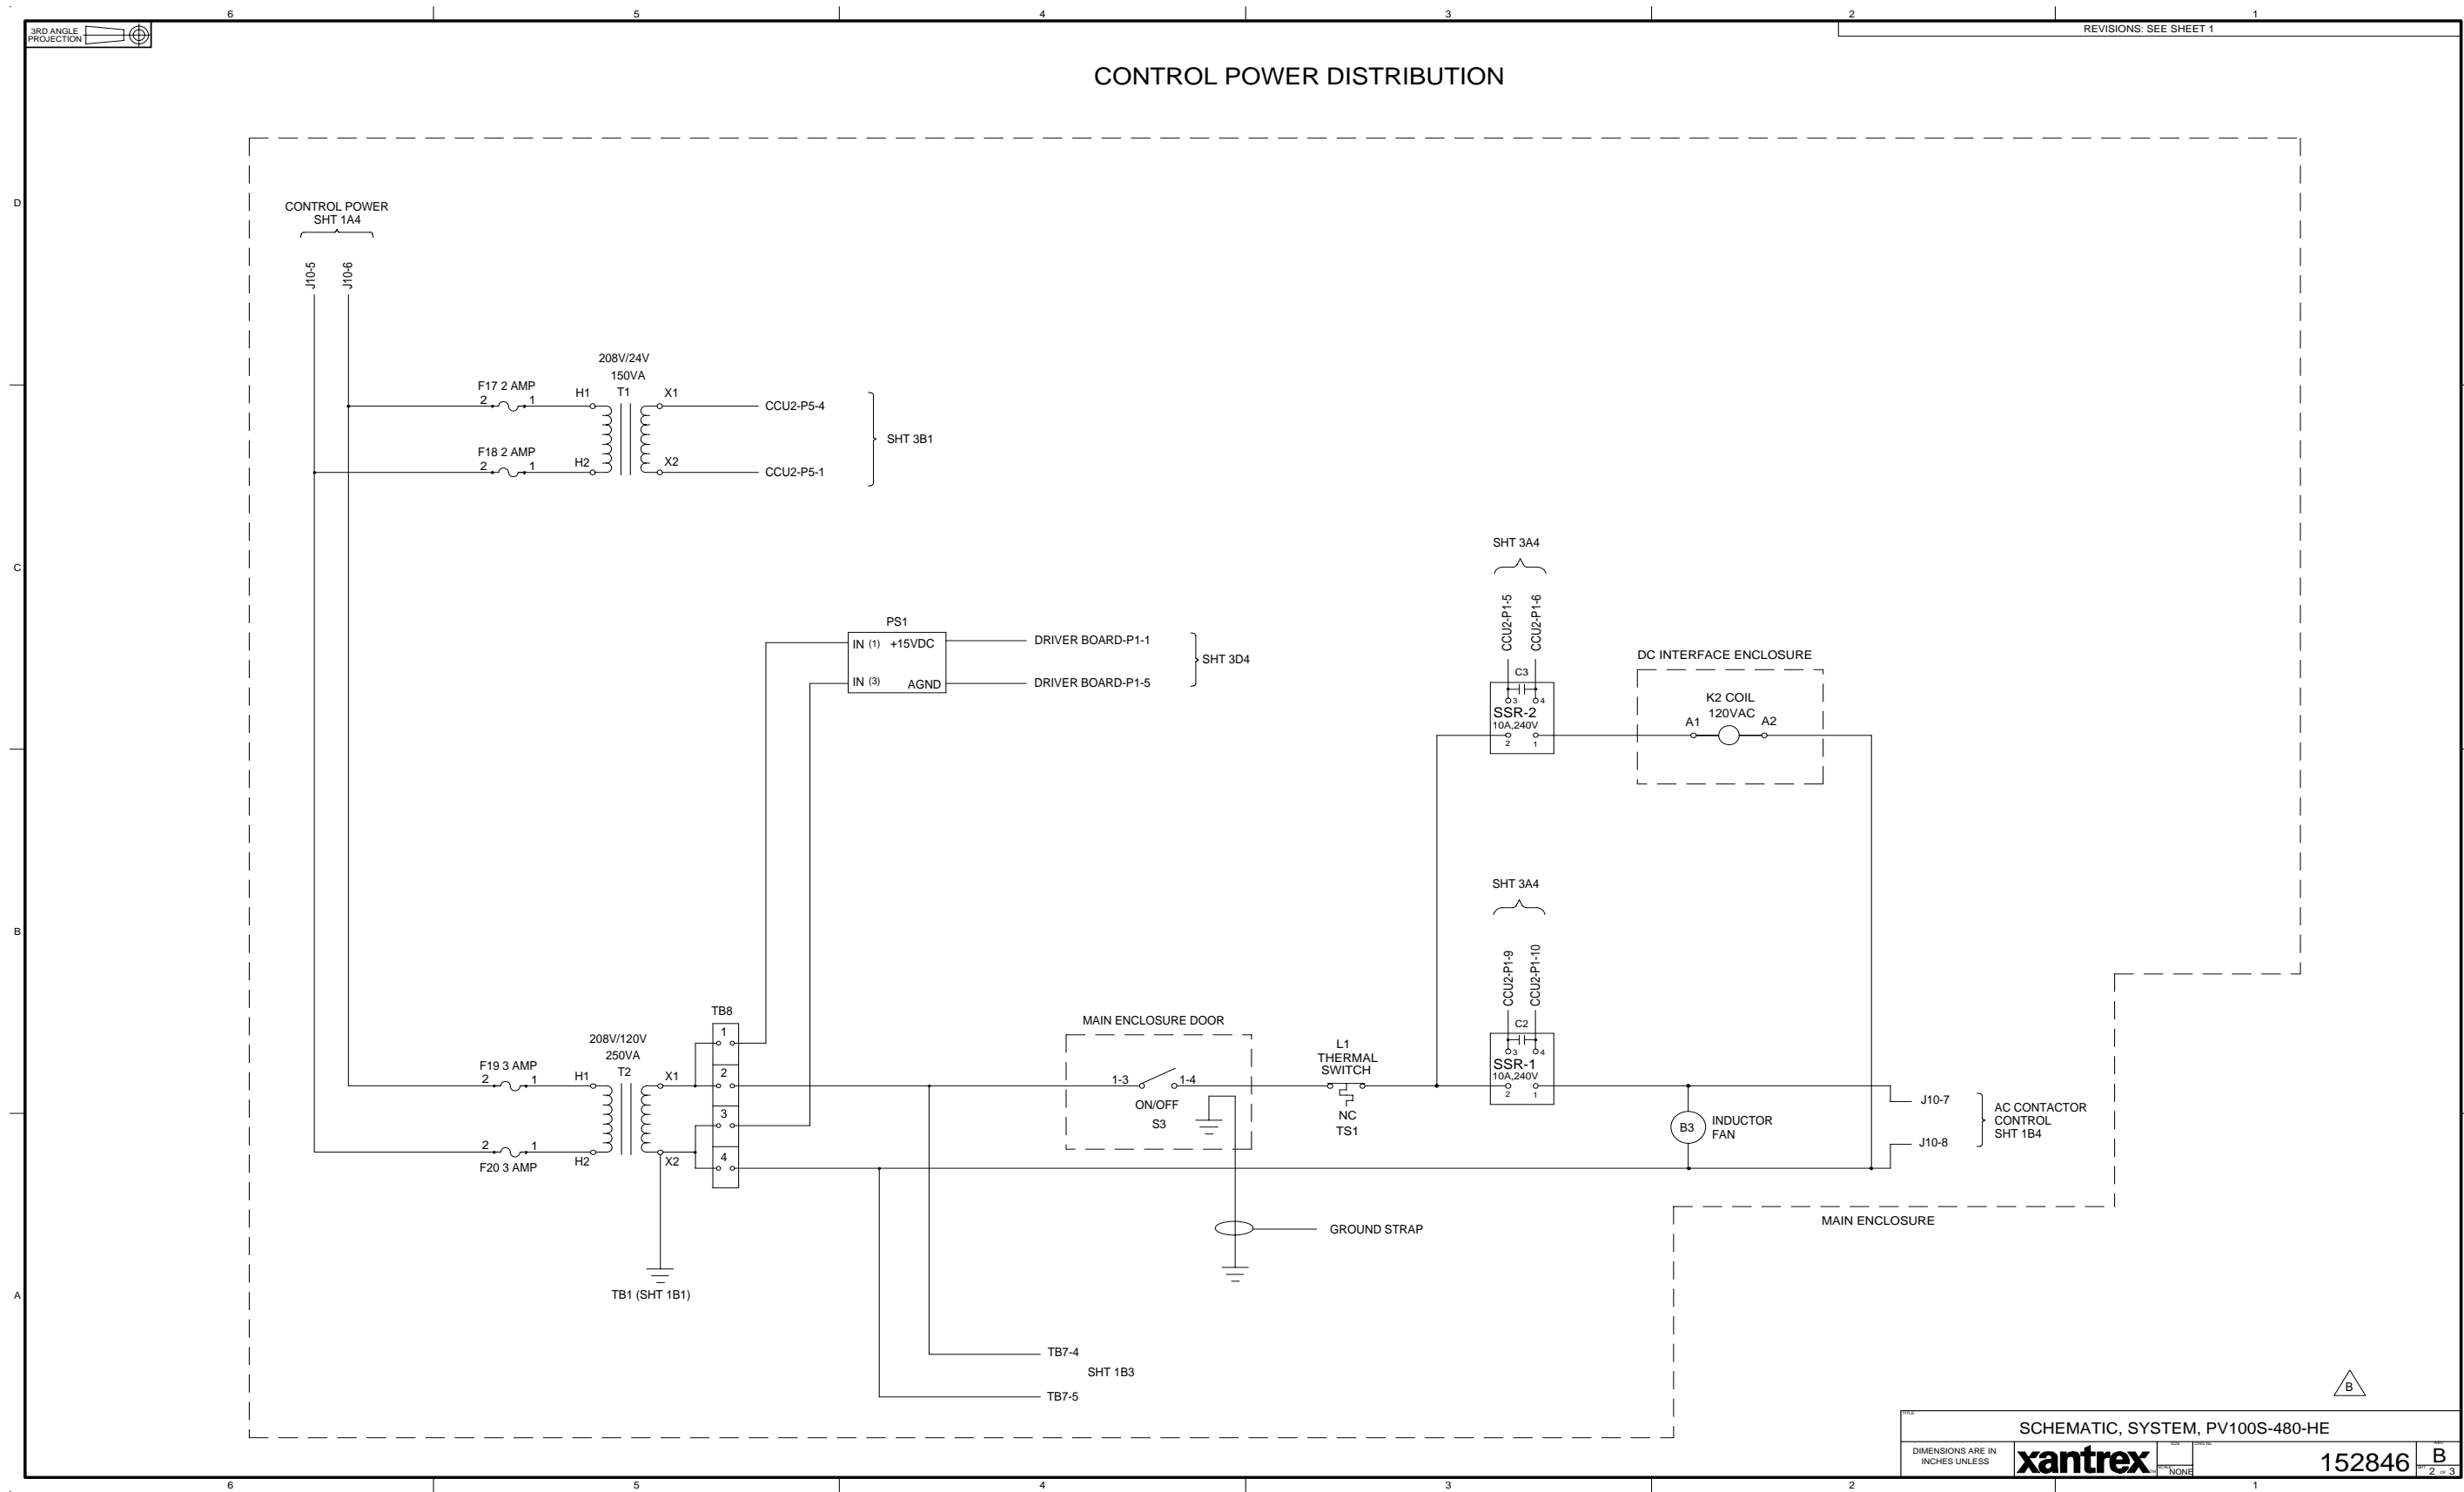 6 5 4 3 2 1
3RD ANGLE
PROJECTION
REVISIONS: SEE SHEET 1
CONTROL POWER DISTRIBUTION
D
CONTROL POWER
SHT 1A4
J10-5
J10-6
208V/24V
150VA
T1
F17 2 AMP
2 1
H1
X1
CCU2-P5-4
F18 2 AMP
2 1
H2
X2
CCU2-P5-1
SHT 3B1
C
SHT 3A4
CCU2-P1-5
CCU2-P1-6
C3
3 4
SSR-2
10A,240V
2 1
PS1
IN (1) +15VDC
IN (3) AGND
DRIVER BOARD-P1-1
DRIVER BOARD-P1-5
SHT 3D4
DC INTERFACE ENCLOSURE
K2 COIL
120VAC
A1 A2
B
SHT 3A4
CCU2-P1-9
CCU2-P1-10
C2
3 4
SSR-1
10A,240V
2 1
208V/120V
250VA
T2
F19 3 AMP
2 1
H1
X1
2 1
F20 3 AMP
H2
X2
TB8
1
2
3
4
MAIN ENCLOSURE DOOR
1-3 1-4
ON/OFF
S3
L1
THERMAL
SWITCH
NC
TS1
B3
INDUCTOR
FAN
J10-7
J10-8
AC CONTACTOR
CONTROL
SHT 1B4
MAIN ENCLOSURE
GROUND STRAP
A
TB1 (SHT 1B1)
TB7-4
SHT 1B3
TB7-5
B
TITLE:
SCHEMATIC, SYSTEM, PV100S-480-HE
DIMENSIONS ARE IN
INCHES UNLESS
xantrex
SIZE
SCALE
NONE
DWG NO.
152846
REV
B
SHT 2 OF 3
6 5 4 3 2 1